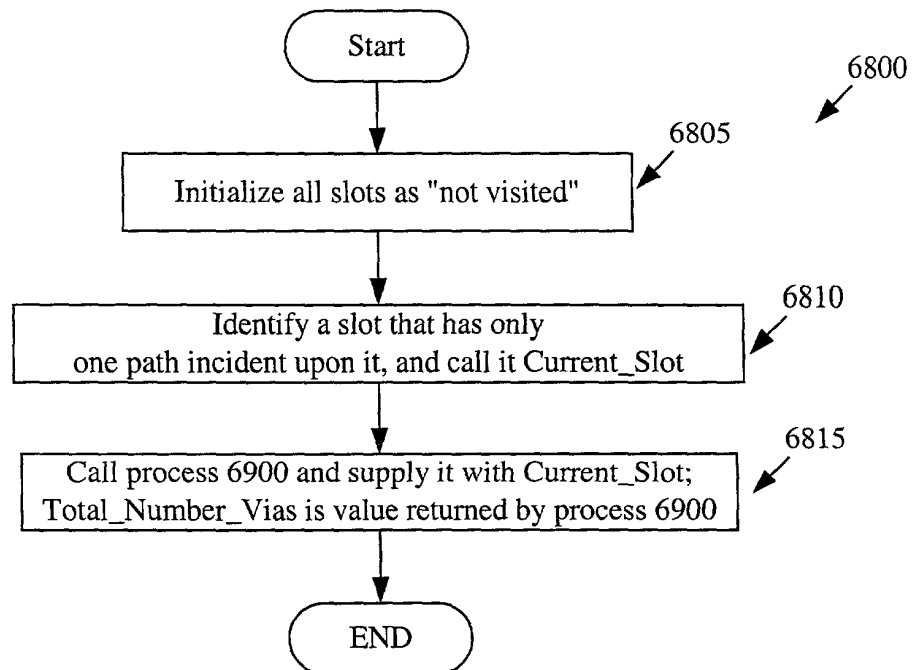 Start
6800
6805
Initialize all slots as "not visited"
6810
Identify a slot that has only
one path incident upon it, and call it Current_Slot
6815
Call process 6900 and supply it with Current_Slot;
Total_Number_Vias is value returned by process 6900
END